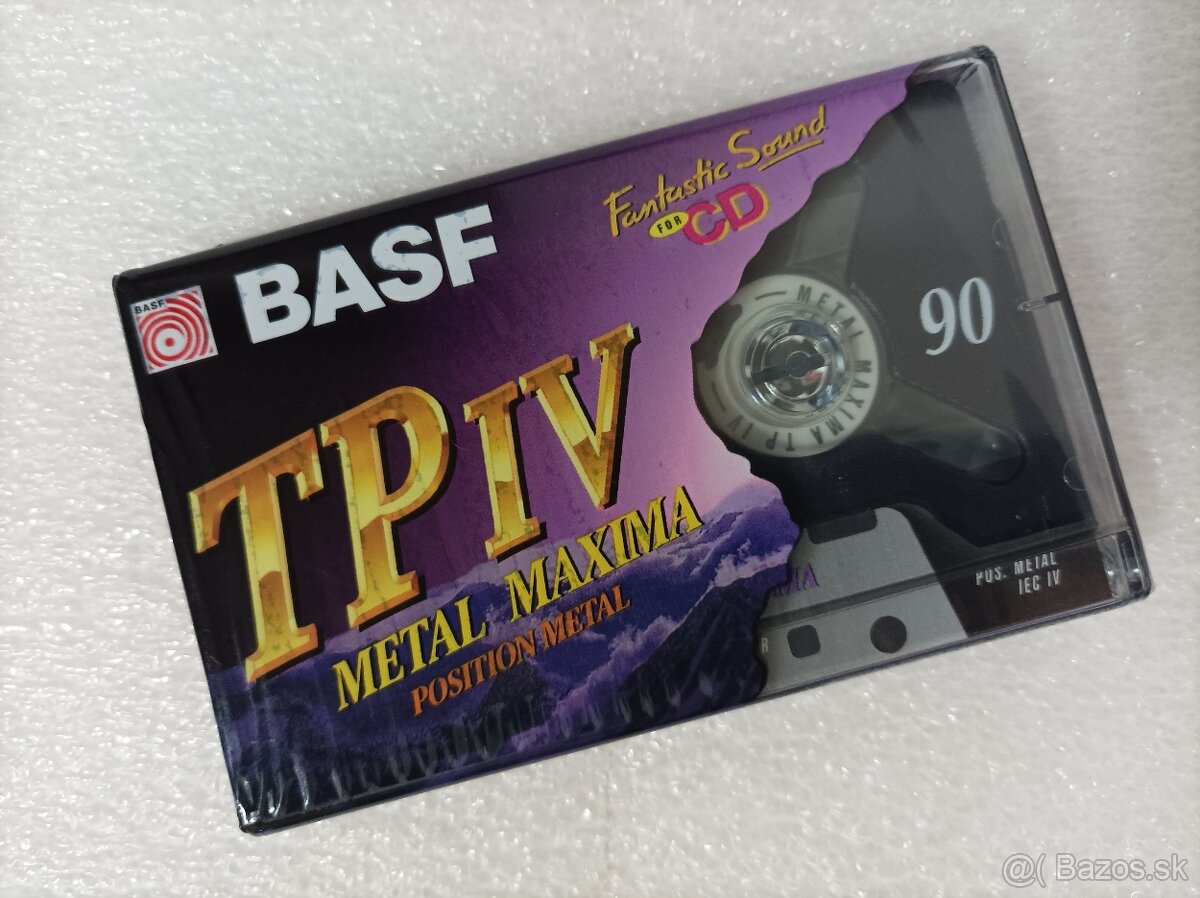 BASF
BASF
Fantastic Sound
FOR CD
TP IV
METAL MAXIMA
POSITION METAL
METAL MAXIMA TP IV
90
POS. METAL
IEC IV
R
@( Bazos.sk